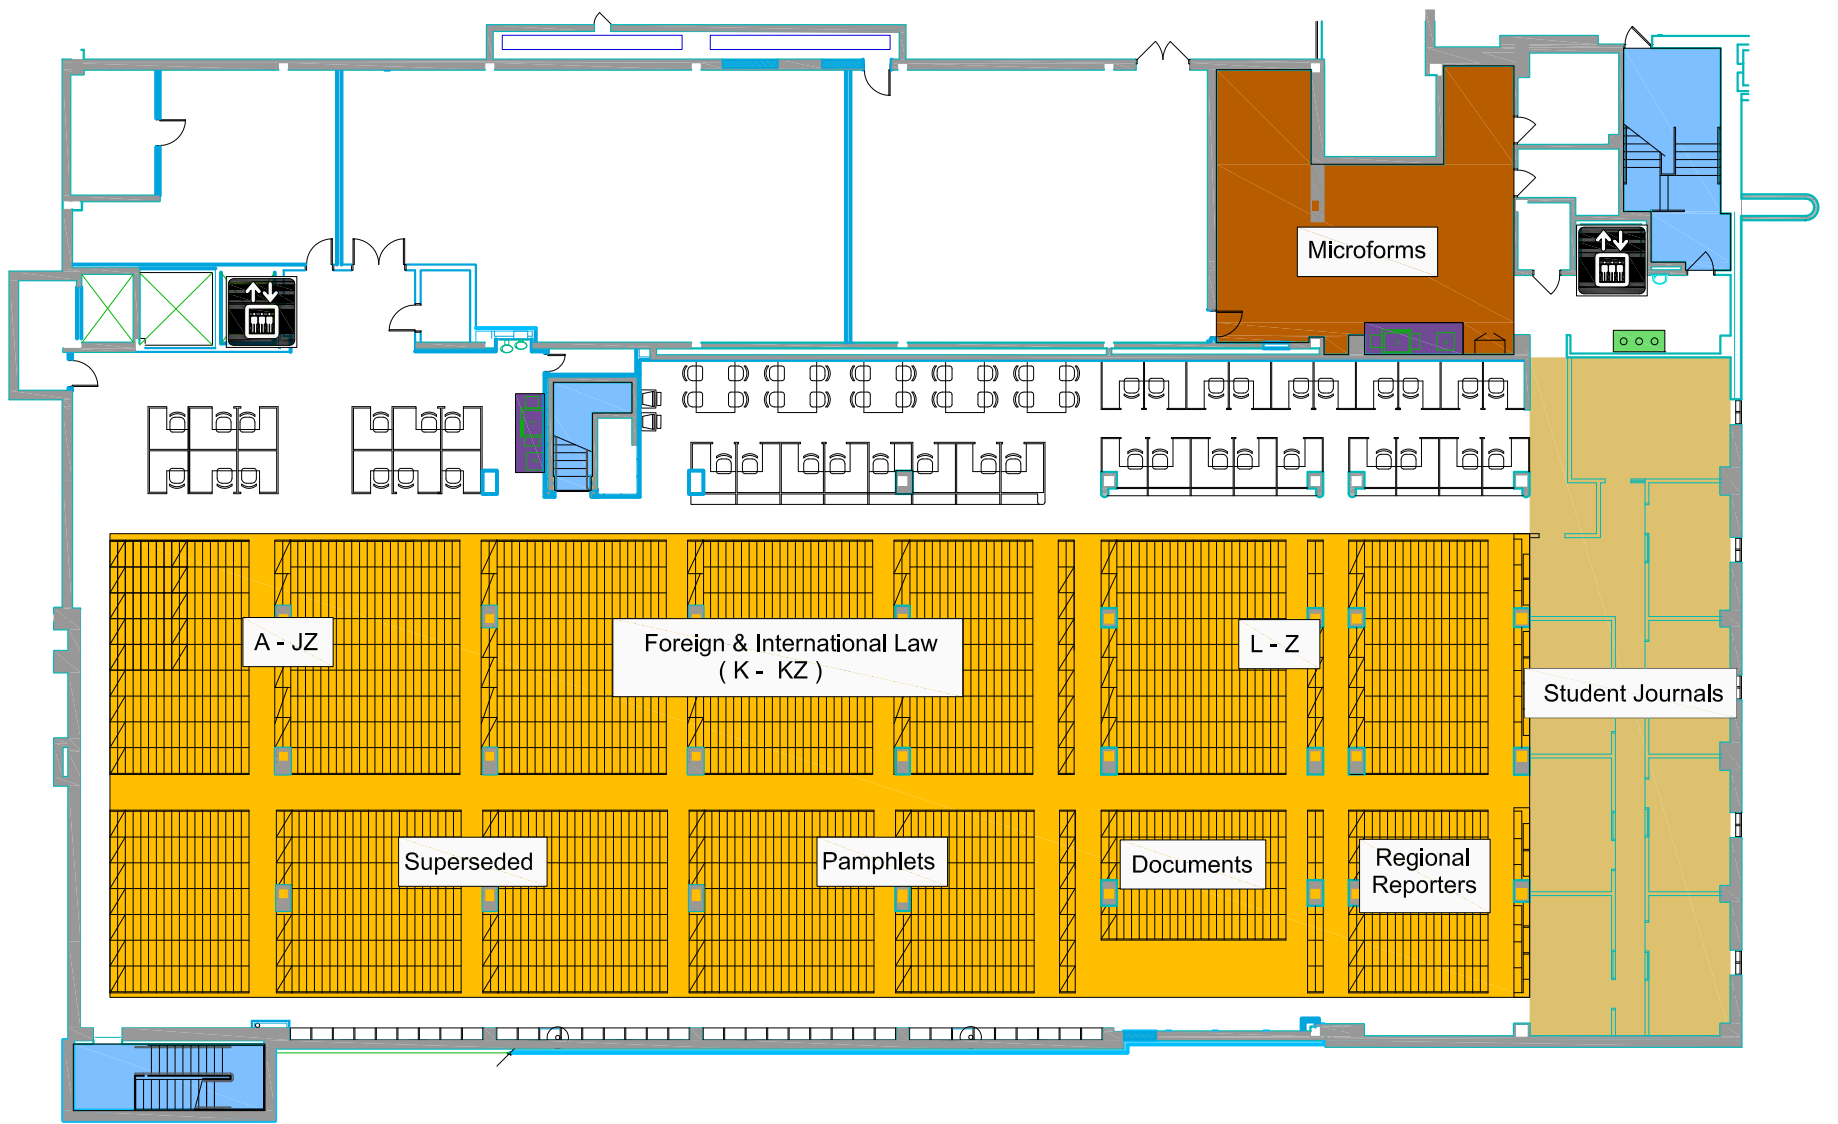 Microforms
A - JZ
Foreign & International Law
( K - KZ )
L - Z
Student Journals
Superseded
Pamphlets
Documents
Regional
Reporters